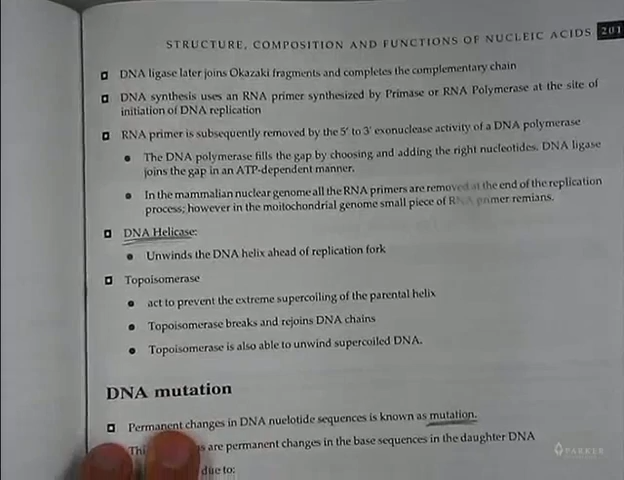 STRUCTURE, COMPOSITION AND FUNCTIONS OF NUCLEIC ACIDS 201
DNA ligase later joins Okazaki fragments and completes the complementary chain
DNA synthesis uses an RNA primer synthesized by Primase or RNA Polymerase at the site of
initiation of DNA replication
RNA primer is subsequently removed by the 5' to 3' exonuclease activity of a DNA polymerase
The DNA polymerase fills the gap by choosing and adding the right nucleotides. DNA ligase
joins the gap in an ATP-dependent manner.
In the mammalian nuclear genome all the RNA primers are removed at the end of the replication
process; however in the moitochondrial genome small piece of RNA primer remians.
DNA Helicase:
Unwinds the DNA helix ahead of replication fork
Topoisomerase
act to prevent the extreme supercoiling of the parental helix
Topoisomerase breaks and rejoins DNA chains
Topoisomerase is also able to unwind supercoiled DNA.
DNA mutation
Permanent changes in DNA nuelotide sequences is known as mutation.
are permanent changes in the base sequences in the daughter DNA
due to:
PARKER